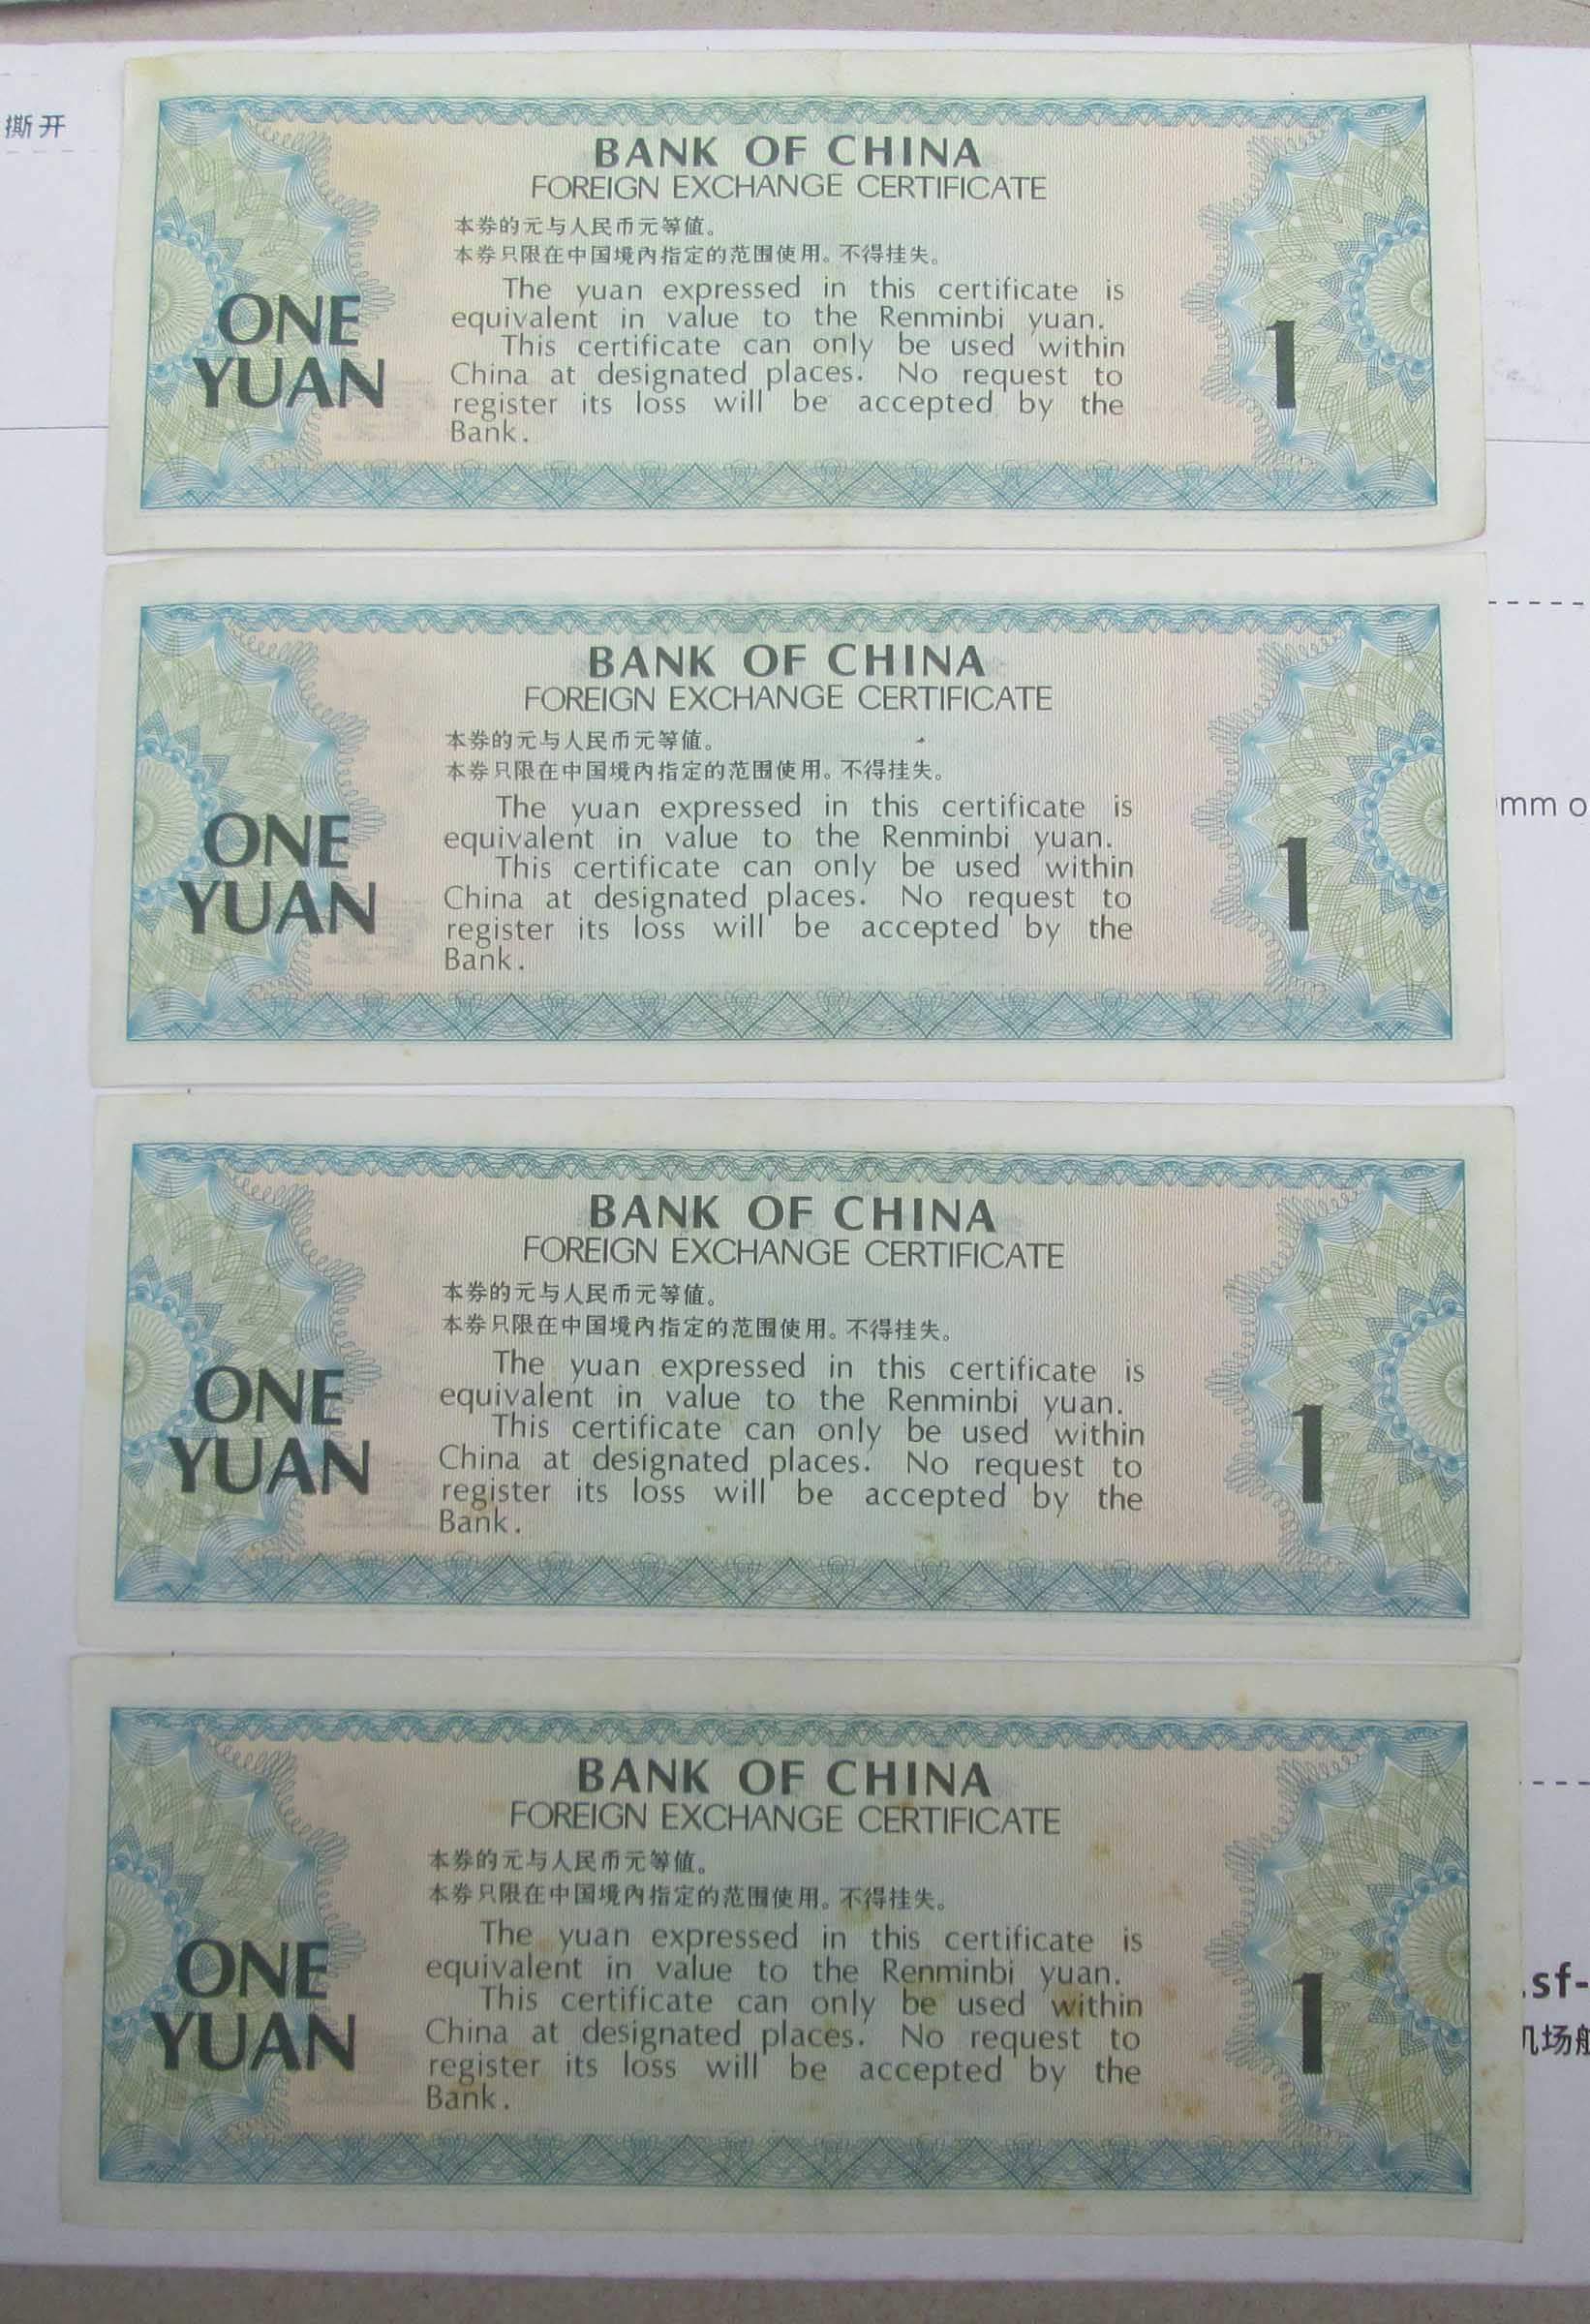 撕开
BANK OF CHINA
FOREIGN EXCHANGE CERTIFICATE
本券的元与人民币元等值。
本券只限在中国境内指定的范围使用。不得挂失。
The yuan expressed in this certificate is
equivalent in value to the Renminbi yuan.
This certificate can only be used within
China at designated places. No request to
register its loss will be accepted by the
Bank.
ONE
YUAN
1
BANK OF CHINA
FOREIGN EXCHANGE CERTIFICATE
本券的元与人民币元等值。
本券只限在中国境内指定的范围使用。不得挂失。
The yuan expressed in this certificate is
equivalent in value to the Renminbi yuan.
This certificate can only be used within
China at designated places. No request to
register its loss will be accepted by the
Bank.
ONE
YUAN
1
mm o
BANK OF CHINA
FOREIGN EXCHANGE CERTIFICATE
本券的元与人民币元等值。
本券只限在中国境内指定的范围使用。不得挂失。
The yuan expressed in this certificate is
equivalent in value to the Renminbi yuan.
This certificate can only be used within
China at designated places. No request to
register its loss will be accepted by the
Bank.
ONE
YUAN
1
BANK OF CHINA
FOREIGN EXCHANGE CERTIFICATE
本券的元与人民币元等值。
本券只限在中国境内指定的范围使用。不得挂失。
The yuan expressed in this certificate is
equivalent in value to the Renminbi yuan.
This certificate can only be used within
China at designated places. No request to
register its loss will be accepted by the
Bank.
ONE
YUAN
1
.sf-
机场